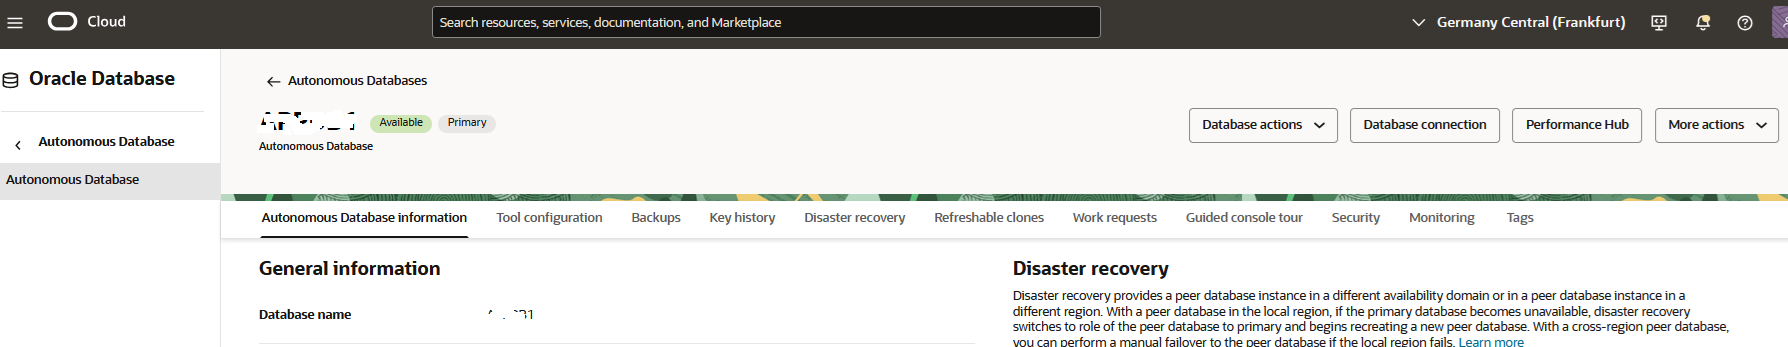 Cloud
Search resources, services, documentation, and Marketplace
Germany Central (Frankfurt)
Oracle Database
Autonomous Database
Autonomous Database
Autonomous Databases
Available
Primary
Autonomous Database
Database actions
Database connection
Performance Hub
More actions
Autonomous Database information
Tool configuration
Backups
Key history
Disaster recovery
Refreshable clones
Work requests
Guided console tour
Security
Monitoring
Tags
General information
Database name
Disaster recovery
Disaster recovery provides a peer database instance in a different availability domain or in a peer database instance in a
different region. With a peer database in the local region, if the primary database becomes unavailable, disaster recovery
switches to role of the peer database to primary and begins recreating a new peer database. With a cross-region peer database,
you can perform a manual failover to the peer database if the local region fails. Learn more